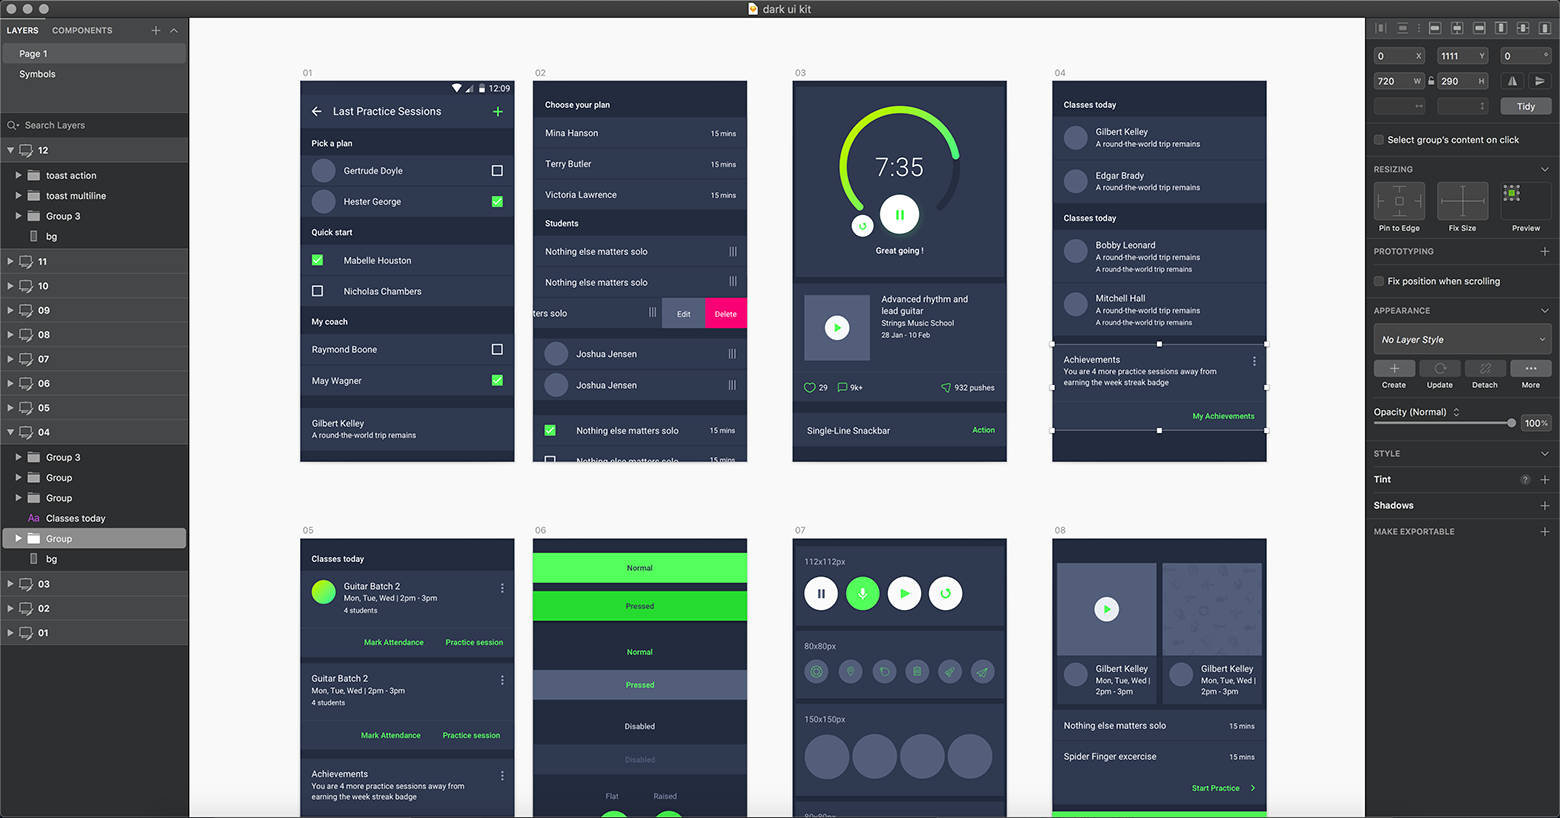 dark ui kit
LAYERS COMPONENTS
Page 1
Symbols
Search Layers
12
toast action
toast multiline
Group 3
bg
11
10
09
08
07
06
05
04
Group 3
Group
Group
Aa Classes today
Group
bg
03
02
01
01
12:09
Last Practice Sessions
Pick a plan
Gertrude Doyle
Hester George
Quick start
Mabelle Houston
Nicholas Chambers
My coach
Raymond Boone
May Wagner
Gilbert Kelley
A round-the-world trip remains
02
Choose your plan
Mina Hanson 15 mins
Terry Butler 15 mins
Victoria Lawrence 15 mins
Students
Nothing else matters solo
Nothing else matters solo
ters solo Edit Delete
Joshua Jensen
Joshua Jensen
Nothing else matters solo 15 mins
Nothing else matters solo 15 mins
03
7:35
Great going !
Advanced rhythm and
lead guitar
Strings Music School
28 Jan - 10 Feb
29 9k+ 932 pushes
Single-Line Snackbar Action
04
Classes today
Gilbert Kelley
A round-the-world trip remains
Edgar Brady
A round-the-world trip remains
Classes today
Bobby Leonard
A round-the-world trip remains
A round-the-world trip remains
Mitchell Hall
A round-the-world trip remains
A round-the-world trip remains
Achievements
You are 4 more practice sessions away from
earning the week streak badge
My Achievements
05
Classes today
Guitar Batch 2
Mon, Tue, Wed | 2pm - 3pm
4 students
Mark Attendance Practice session
Guitar Batch 2
Mon, Tue, Wed | 2pm - 3pm
4 students
Mark Attendance Practice session
Achievements
You are 4 more practice sessions away from
earning the week streak badge
06
Normal
Pressed
Normal
Pressed
Disabled
Disabled
Flat Raised
07
112x112px
80x80px
150x150px
80x80px
08
Gilbert Kelley
Mon, Tue, Wed |
2pm - 3pm
Gilbert Kelley
Mon, Tue, Wed |
2pm - 3pm
Nothing else matters solo 15 mins
Spider Finger excercise 15 mins
Start Practice
0 X 1111 Y 0 °
720 W 290 H
Tidy
Select group's content on click
RESIZING
Pin to Edge Fix Size Preview
PROTOTYPING
Fix position when scrolling
APPEARANCE
No Layer Style
Create Update Detach More
Opacity (Normal) 100%
STYLE
Tint ?
Shadows
MAKE EXPORTABLE